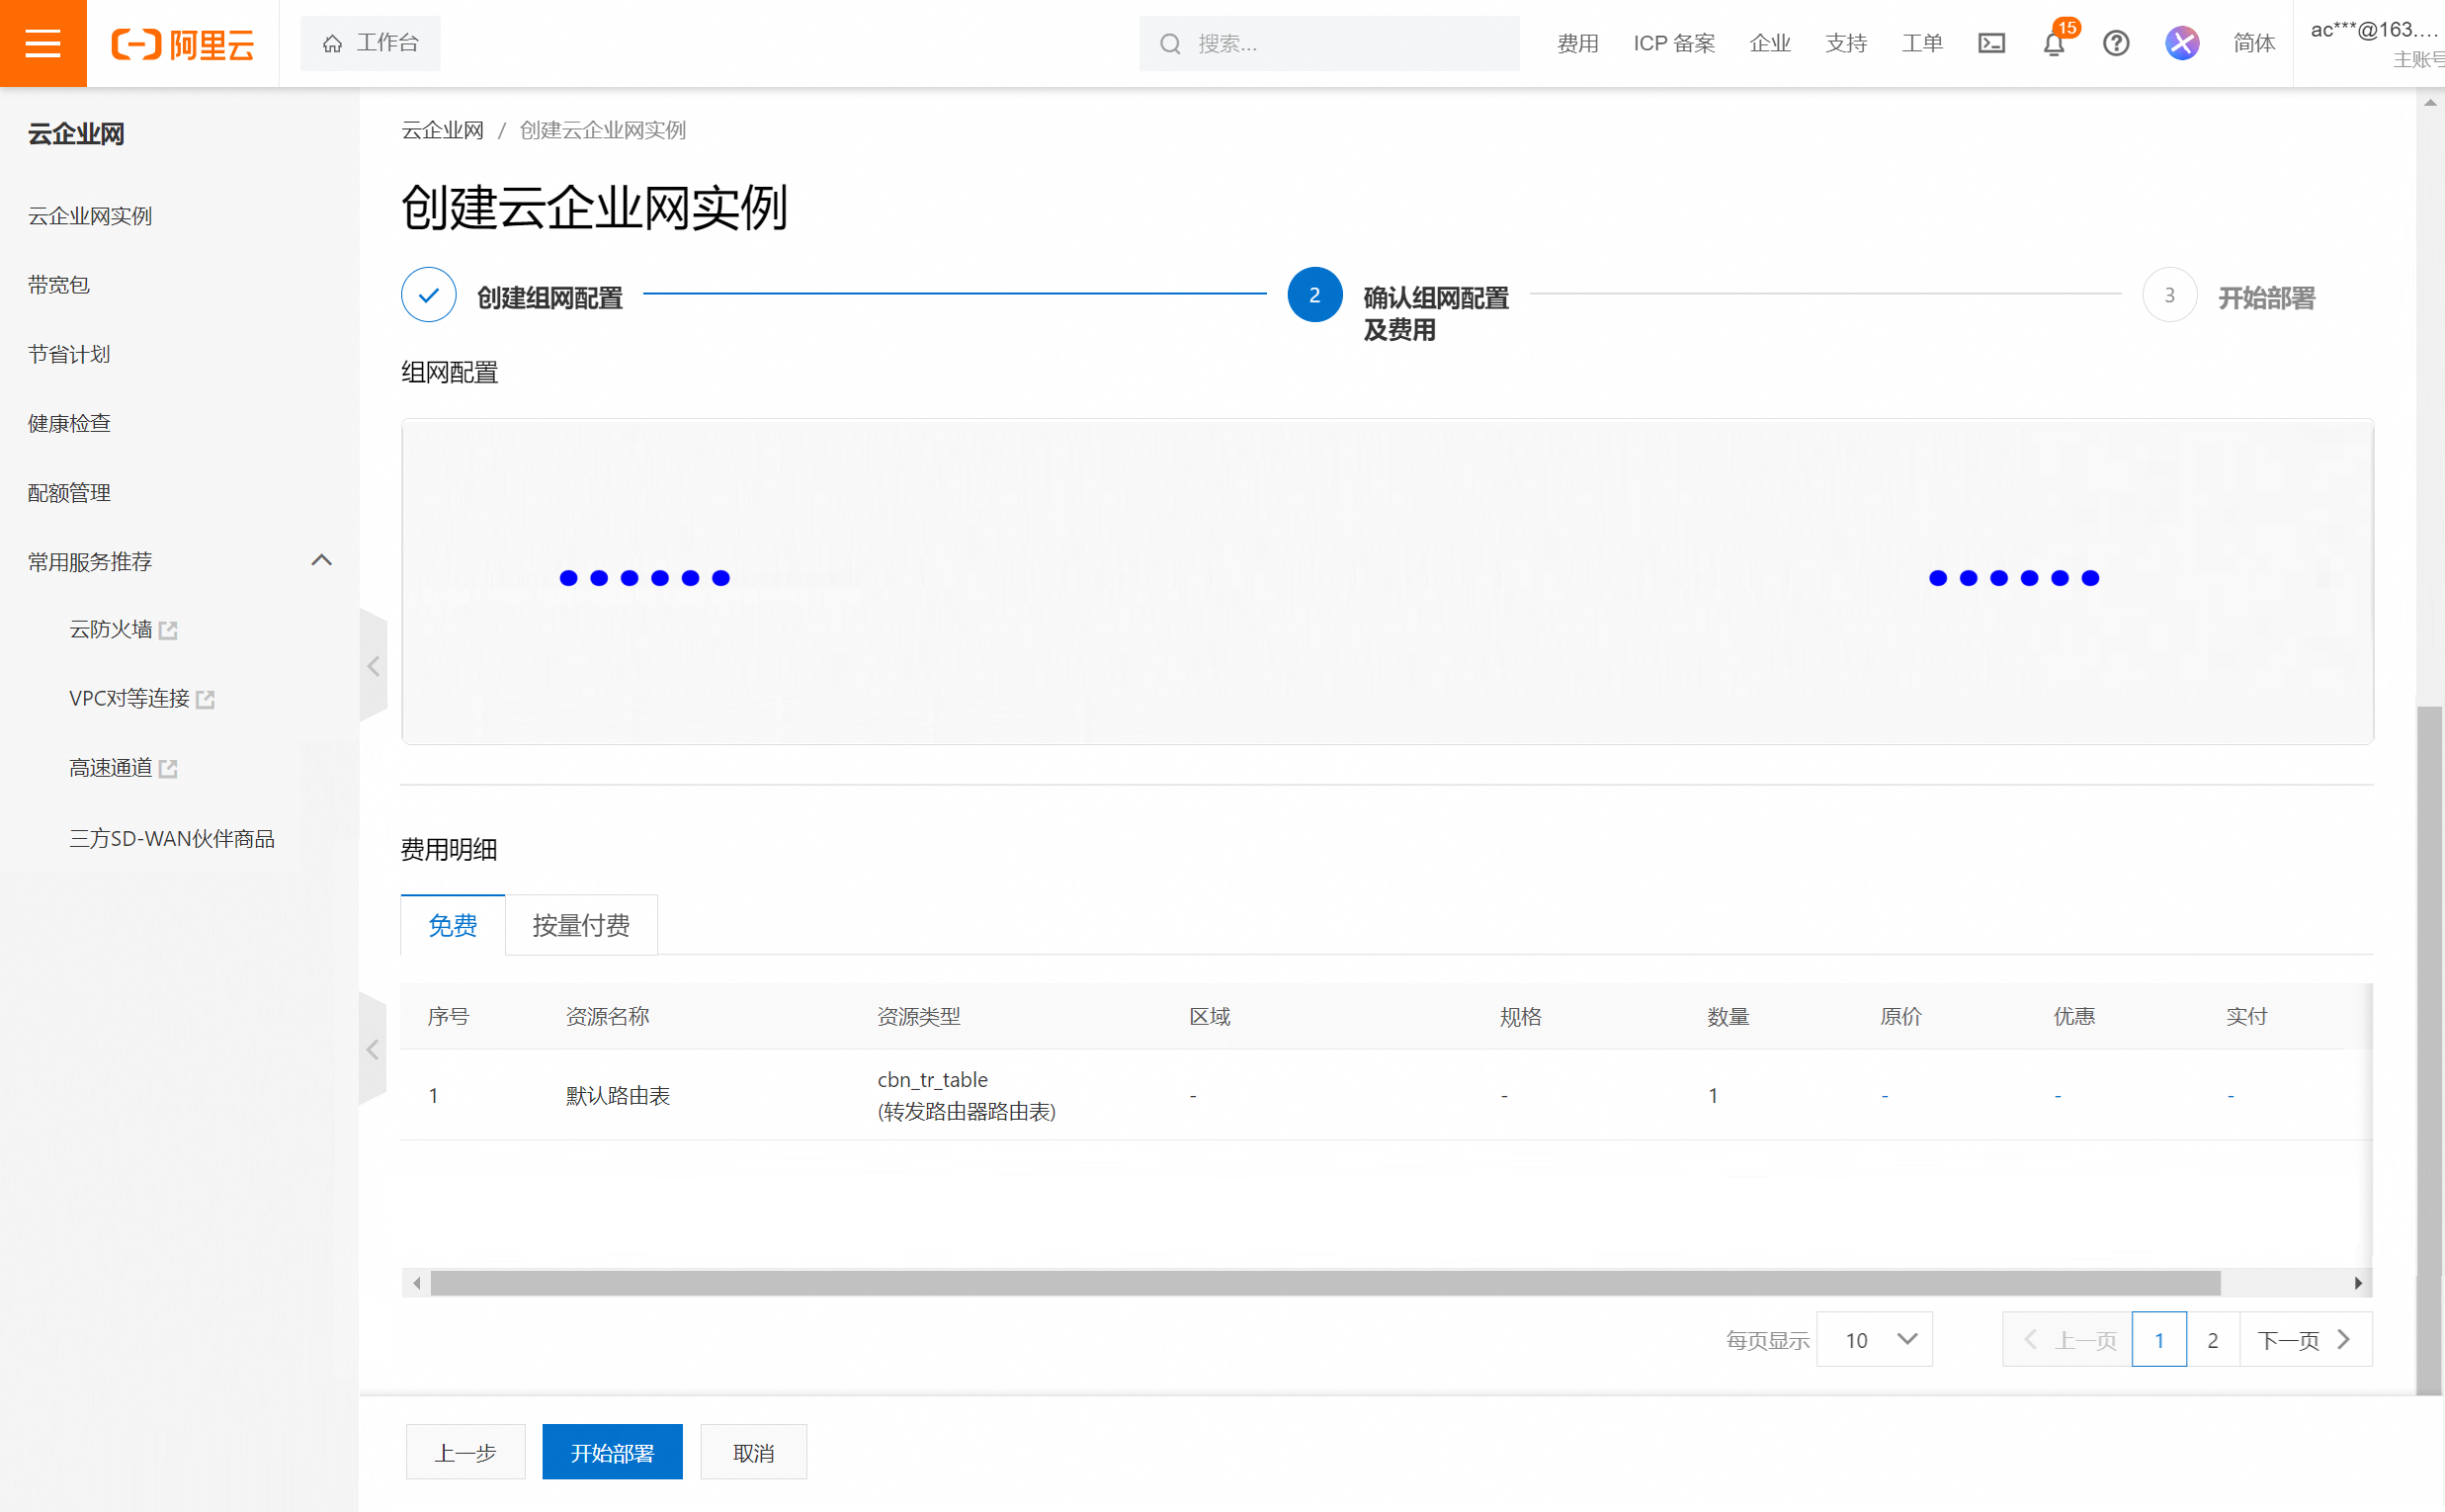 阿里云
工作台
搜索...
费用
ICP 备案
企业
支持
工单
15
简体
ac***@163....
主账号
云企业网
云企业网实例
带宽包
节省计划
健康检查
配额管理
常用服务推荐
云防火墙
VPC对等连接
高速通道
三方SD-WAN伙伴商品
云企业网 / 创建云企业网实例
创建云企业网实例
创建组网配置
2
确认组网配置
及费用
3
开始部署
组网配置
费用明细
免费
按量付费
序号 资源名称 资源类型 区域 规格 数量 原价 优惠 实付
1 默认路由表 cbn_tr_table - - 1 - - -
(转发路由器路由表)
每页显示 10 上一页 1 2 下一页
上一步 开始部署 取消